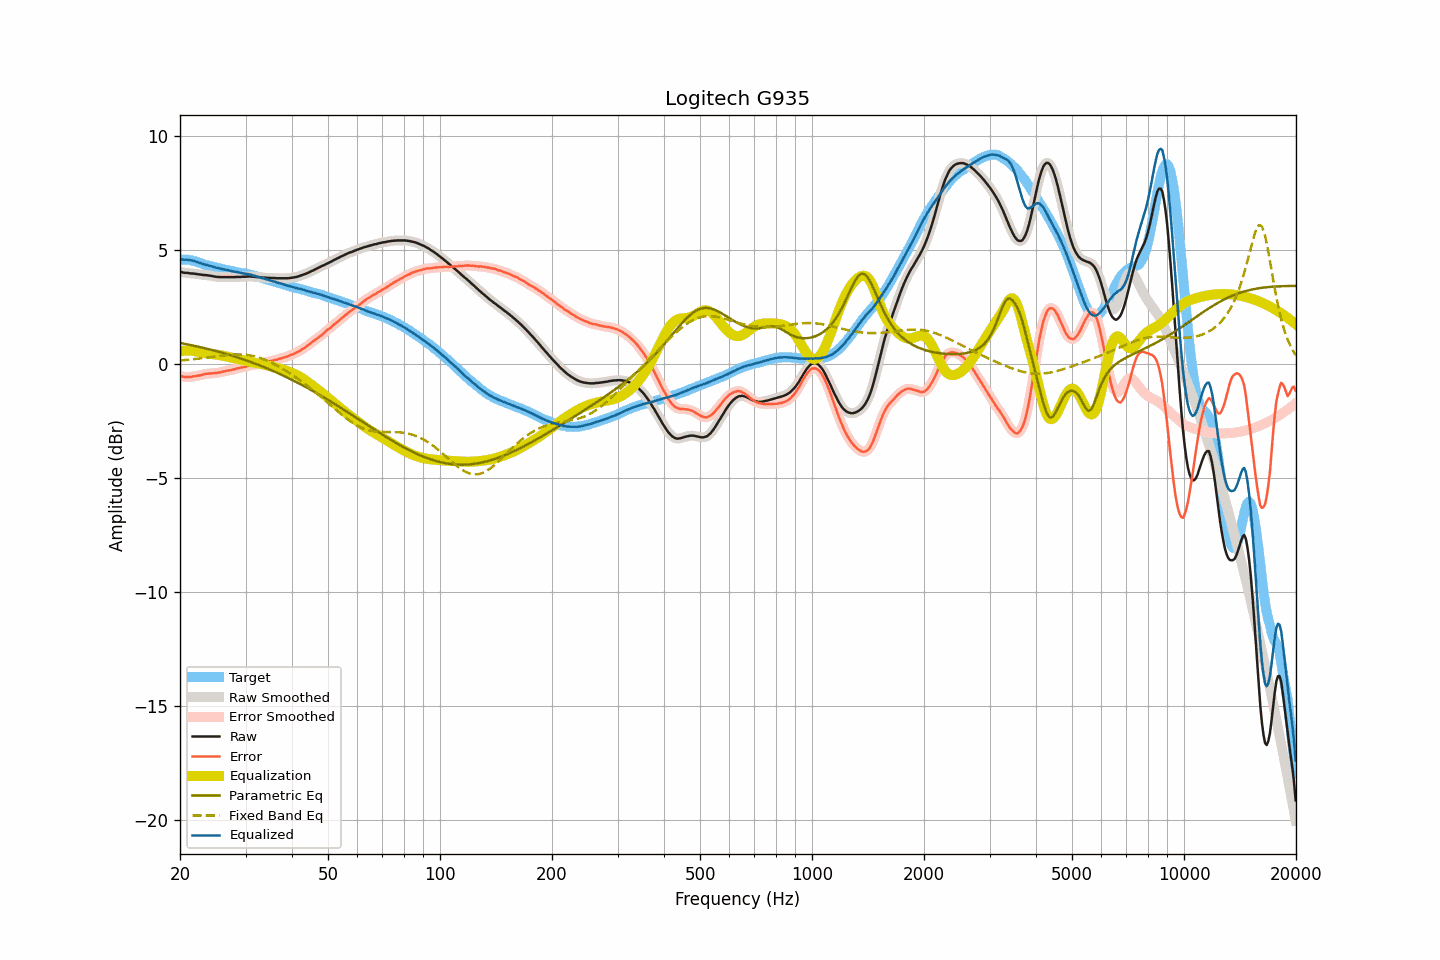 Logitech G935
10
5
0
−5
−10
−15
−20
Amplitude (dBr)
Target
Raw Smoothed
Error Smoothed
Raw
Error
Equalization
Parametric Eq
Fixed Band Eq
Equalized
20 50 100 200 500 1000 2000 5000 10000 20000
Frequency (Hz)